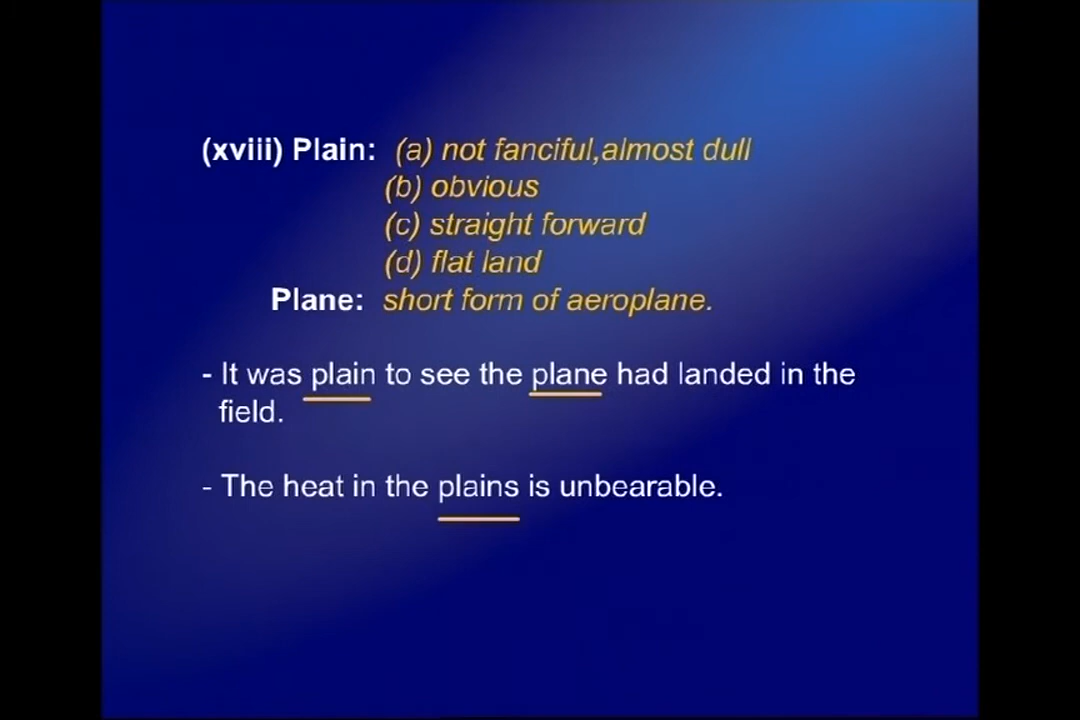 (xviii) Plain: (a) not fanciful,almost dull
(b) obvious
(c) straight forward
(d) flat land
Plane: short form of aeroplane.
- It was plain to see the plane had landed in the
field.
- The heat in the plains is unbearable.